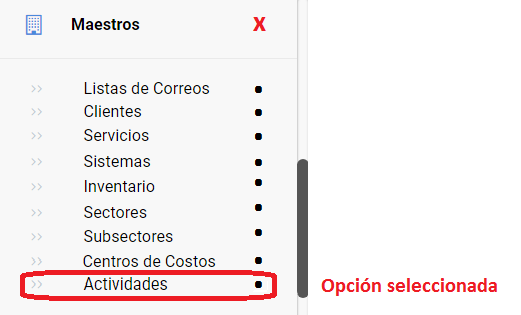 Maestros X
Listas de Correos
Clientes
Servicios
Sistemas
Inventario
Sectores
Subsectores
Centros de Costos
Actividades Opción seleccionada